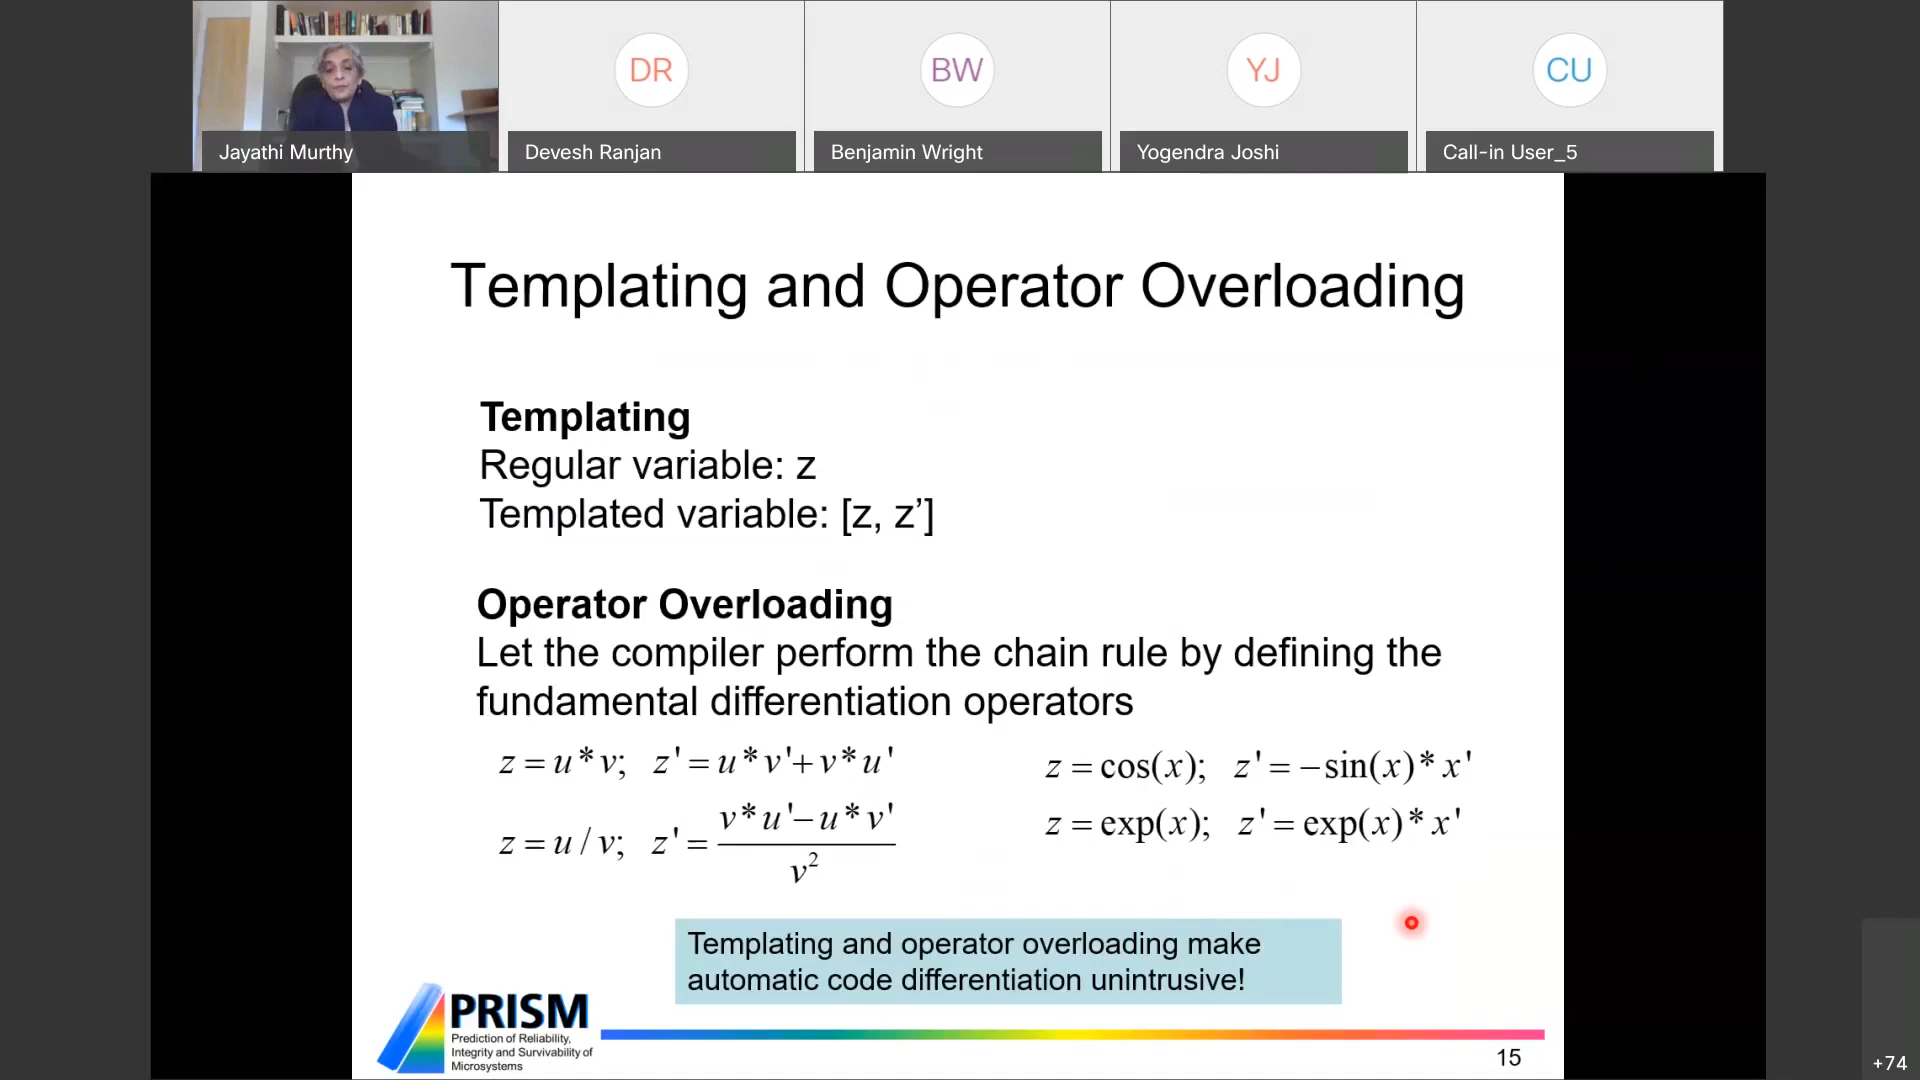 DR
BW
YJ
CU
Jayathi Murthy
Devesh Ranjan
Benjamin Wright
Yogendra Joshi
Call-in User_5
Templating and Operator Overloading
Templating
Regular variable: z
Templated variable: [z, z’]
Operator Overloading
Let the compiler perform the chain rule by defining the
fundamental differentiation operators
z = u * v; z' = u * v' + v * u'
z = cos(x); z' = −sin(x) * x'
z = u / v; z' = (v * u' − u * v') / v²
z = exp(x); z' = exp(x) * x'
Templating and operator overloading make
automatic code differentiation unintrusive!
PRISM
Prediction of Reliability,
Integrity and Survivability of
Microsystems
15
+74